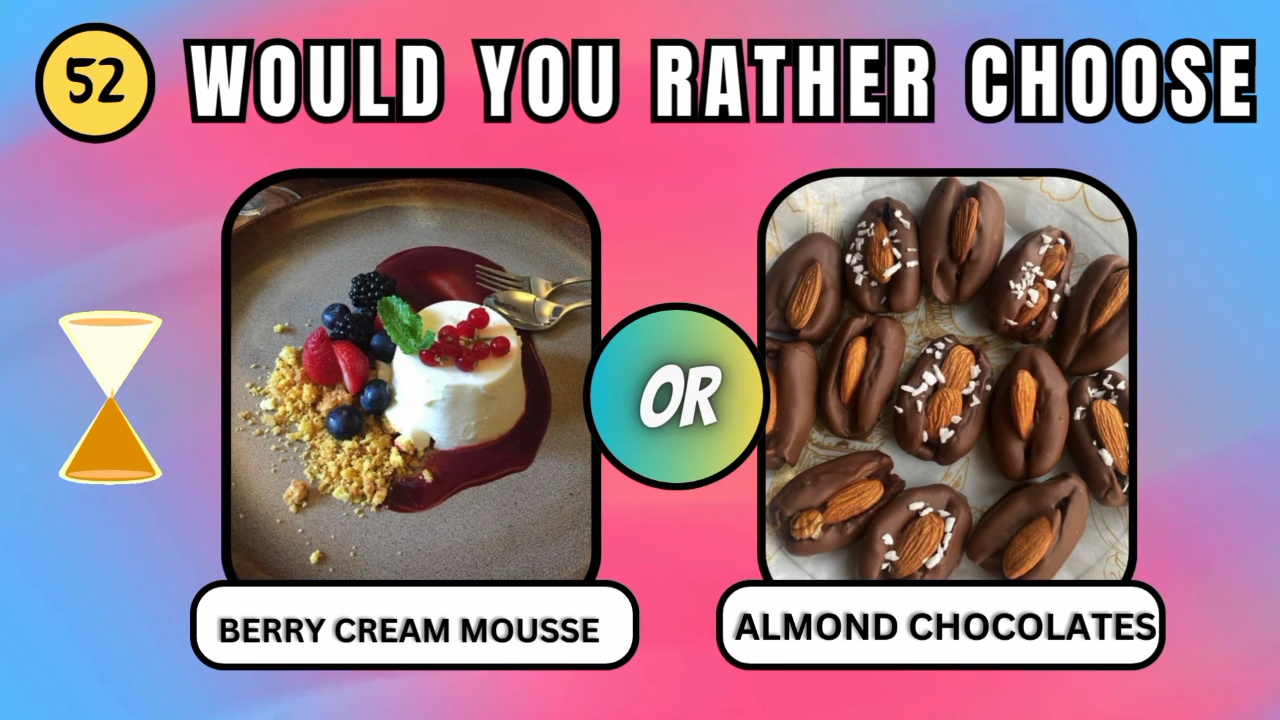 52
WOULD YOU RATHER CHOOSE
OR
BERRY CREAM MOUSSE
ALMOND CHOCOLATES